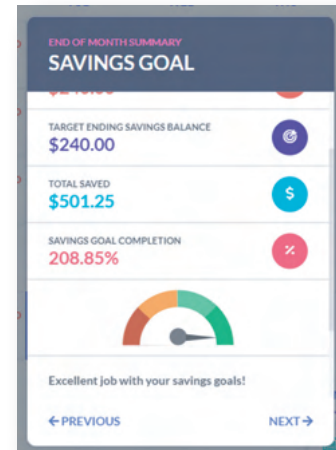 END OF MONTH SUMMARY
SAVINGS GOAL
TARGET ENDING SAVINGS BALANCE
$240.00
TOTAL SAVED
$501.25
$
SAVINGS GOAL COMPLETION
208.85%
%
Excellent job with your savings goals!
←PREVIOUS
NEXT→